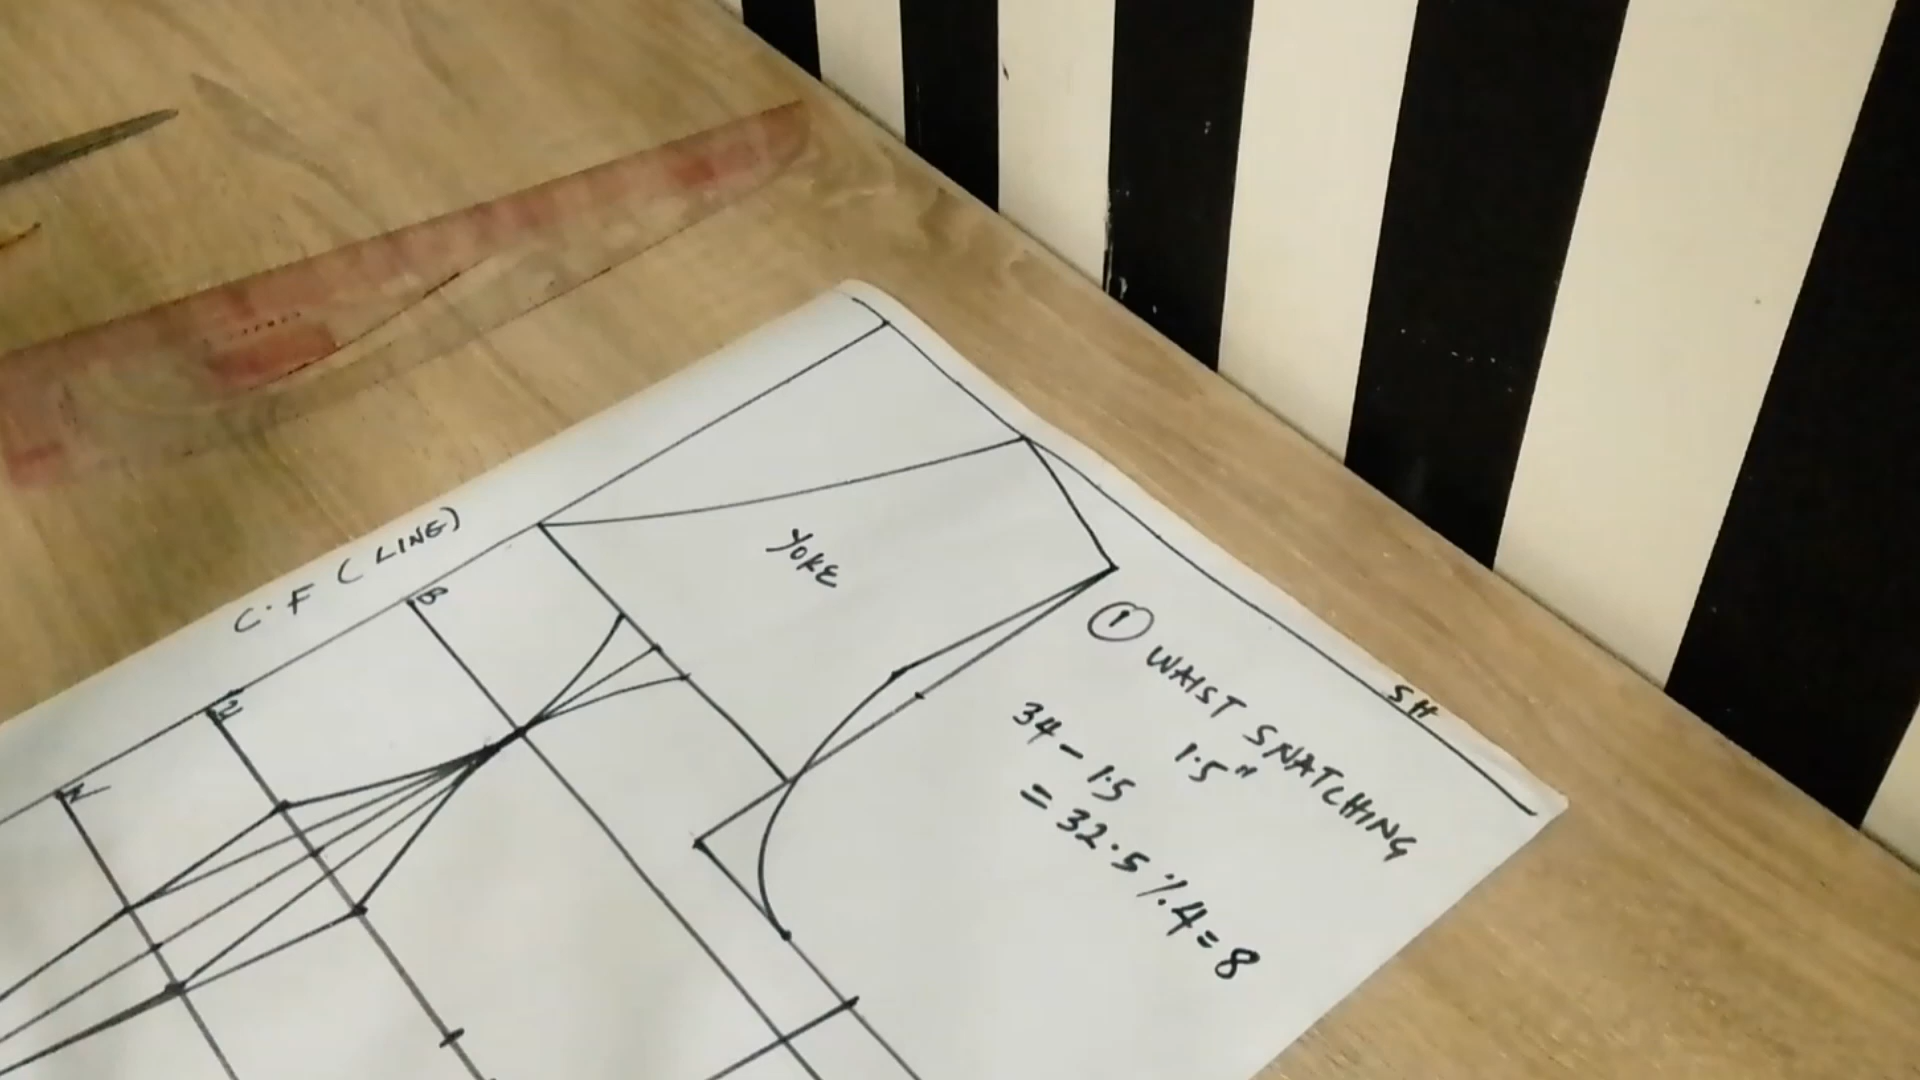 C.F (LINE)
B
U
YOKE
SH
① WAIST SNATCHING
1.5"
34 - 1.5
= 32.5 % 4 = 8